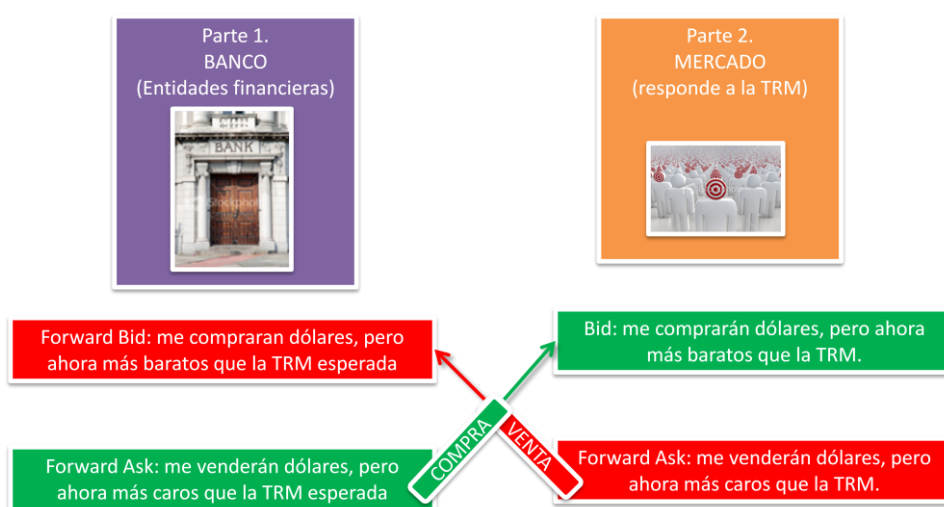 Parte 1.
BANCO
(Entidades financieras)
BANK
iStockphoto
Parte 2.
MERCADO
(responde a la TRM)
iStockphoto
Forward Bid: me compraran dólares, pero
ahora más baratos que la TRM esperada
Bid: me comprarán dólares, pero ahora
más baratos que la TRM.
COMPRA
VENTA
Forward Ask: me venderán dólares, pero
ahora más caros que la TRM esperada
Forward Ask: me venderán dólares, pero
ahora más caros que la TRM.